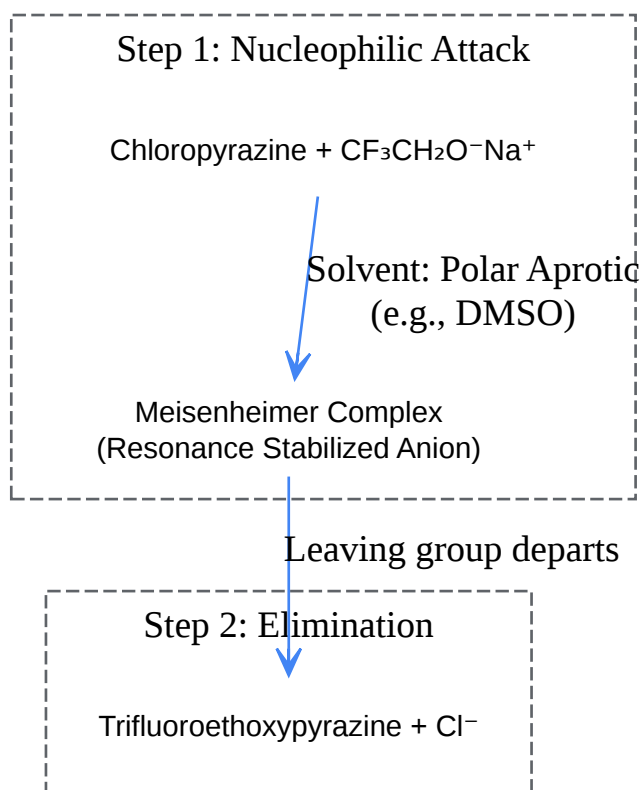 Step 1: Nucleophilic Attack
Chloropyrazine + CF₃CH₂O⁻Na⁺
Solvent: Polar Aprotic
(e.g., DMSO)
Meisenheimer Complex
(Resonance Stabilized Anion)
Leaving group departs
Step 2: Elimination
Trifluoroethoxypyrazine + Cl⁻